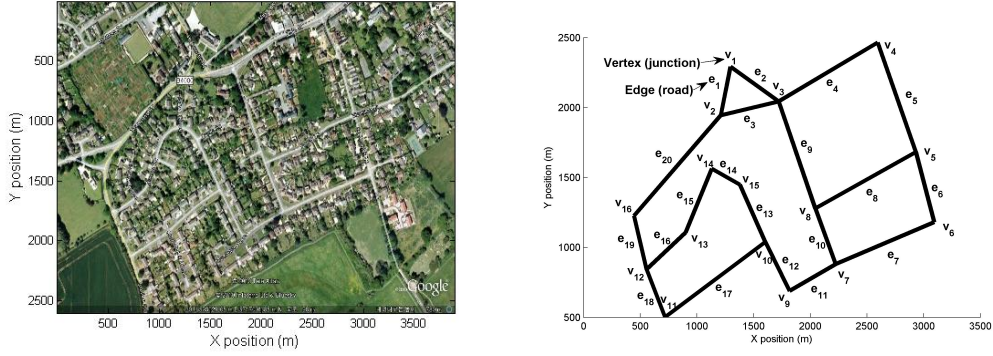 500
1000
1500
2000
2500
Y position (m)
500 1000 1500 2000 2500 3000 3500
X position (m)
Google
2500
2000
1500
1000
500
Y position (m)
0 500 1000 1500 2000 2500 3000 3500
X position (m)
Vertex (junction)
Edge (road)
v1
e1
e2
v2
v3
e3
e4
v4
e5
e9
e20
v14
e14
v15
v5
e8
e6
e15
v16
e13
v8
v6
e19
e16
v13
e10
v10
e12
v7
e7
v12
e18
v11
e17
v9
e11